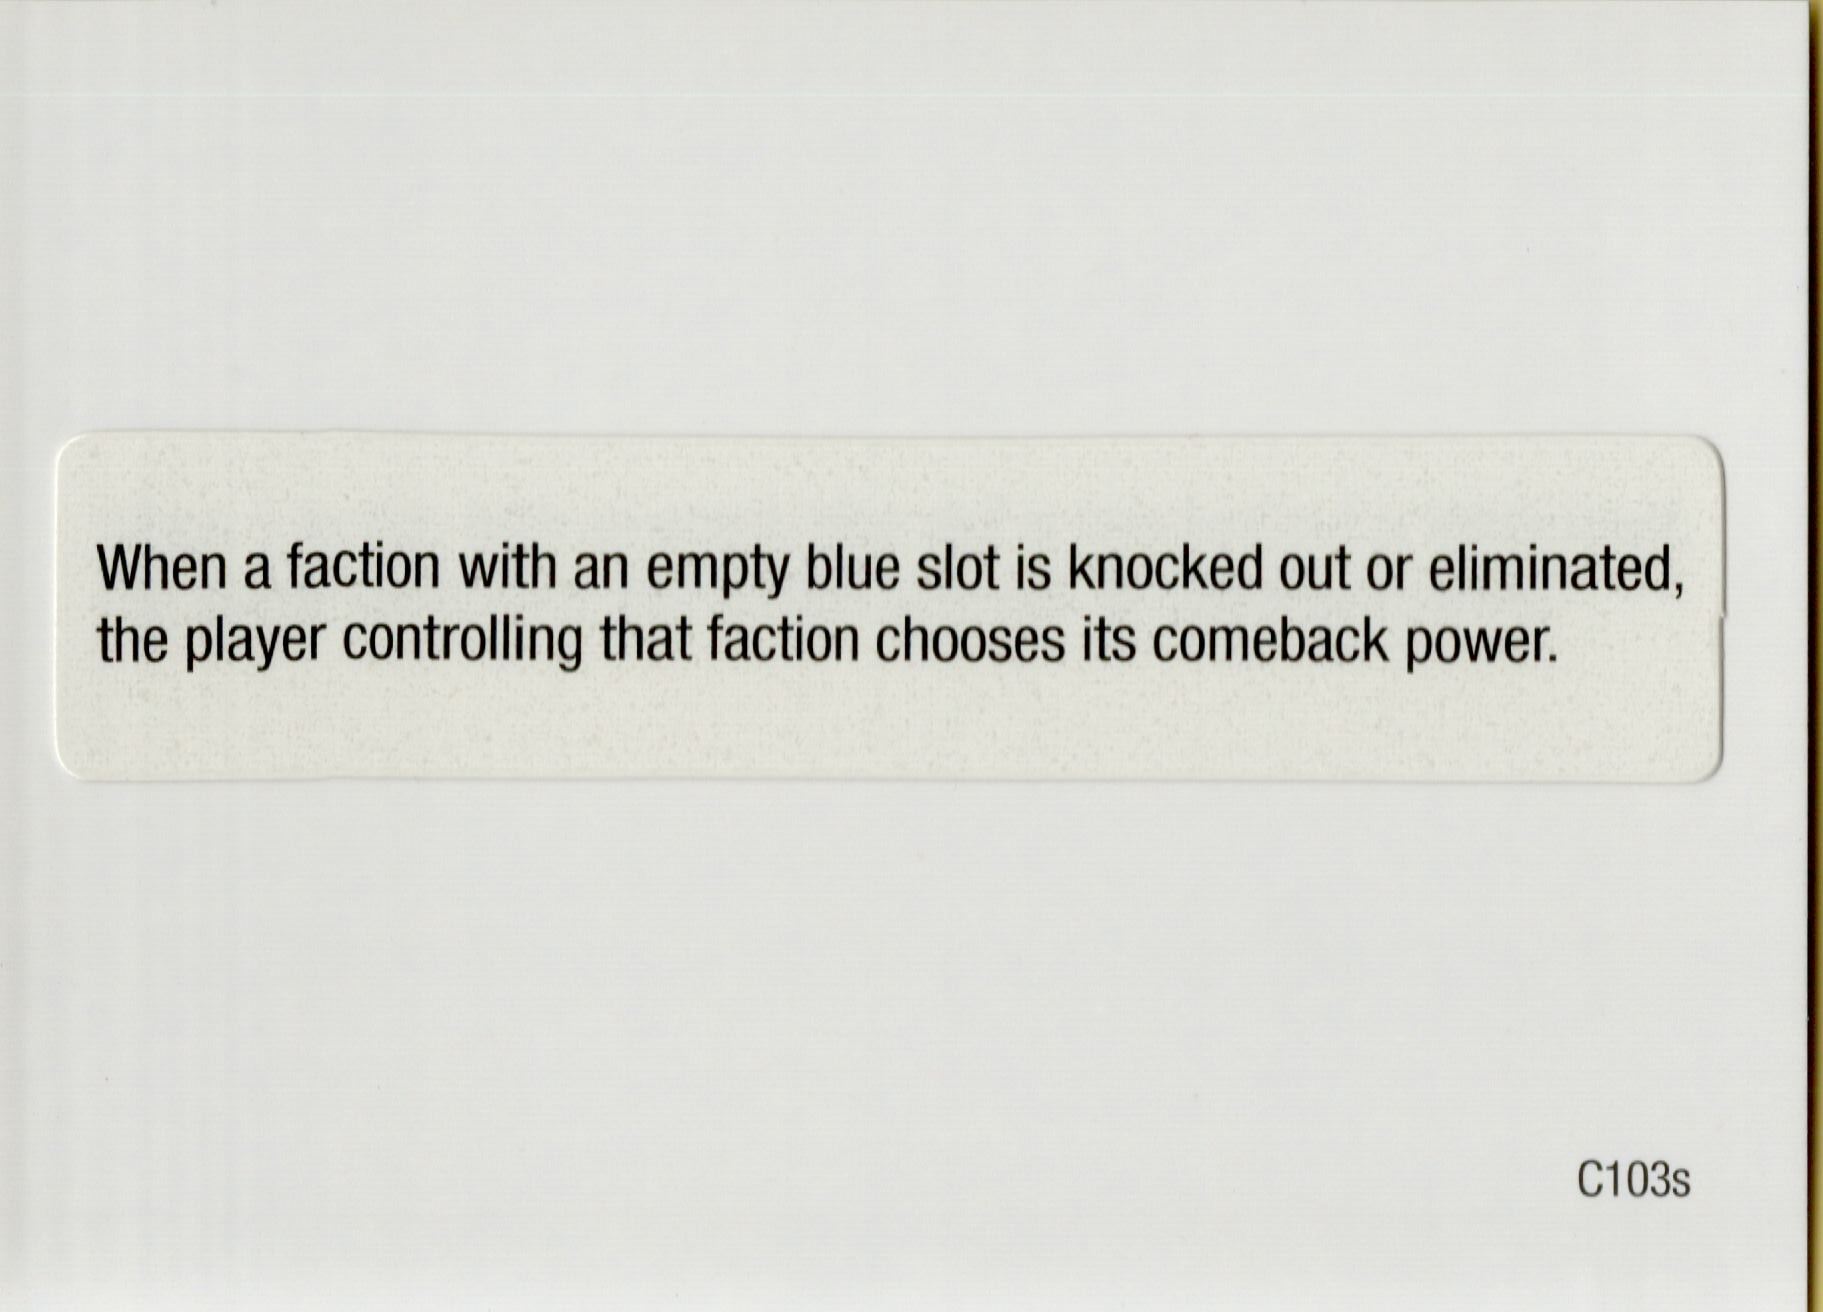 When a faction with an empty blue slot is knocked out or eliminated,
the player controlling that faction chooses its comeback power.
C103s